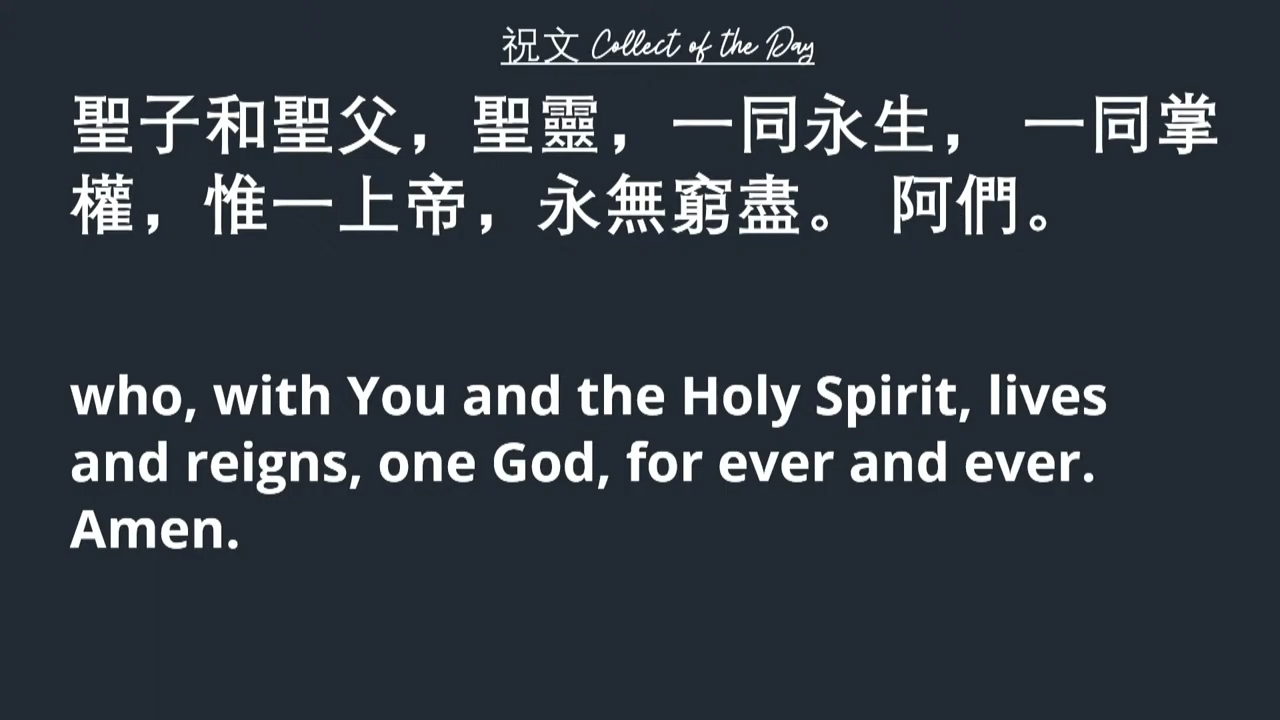 祝文 Collect of the Day
聖子和聖父，聖靈，一同永生， 一同掌
權，惟一上帝，永無窮盡。 阿們。
who, with You and the Holy Spirit, lives
and reigns, one God, for ever and ever.
Amen.